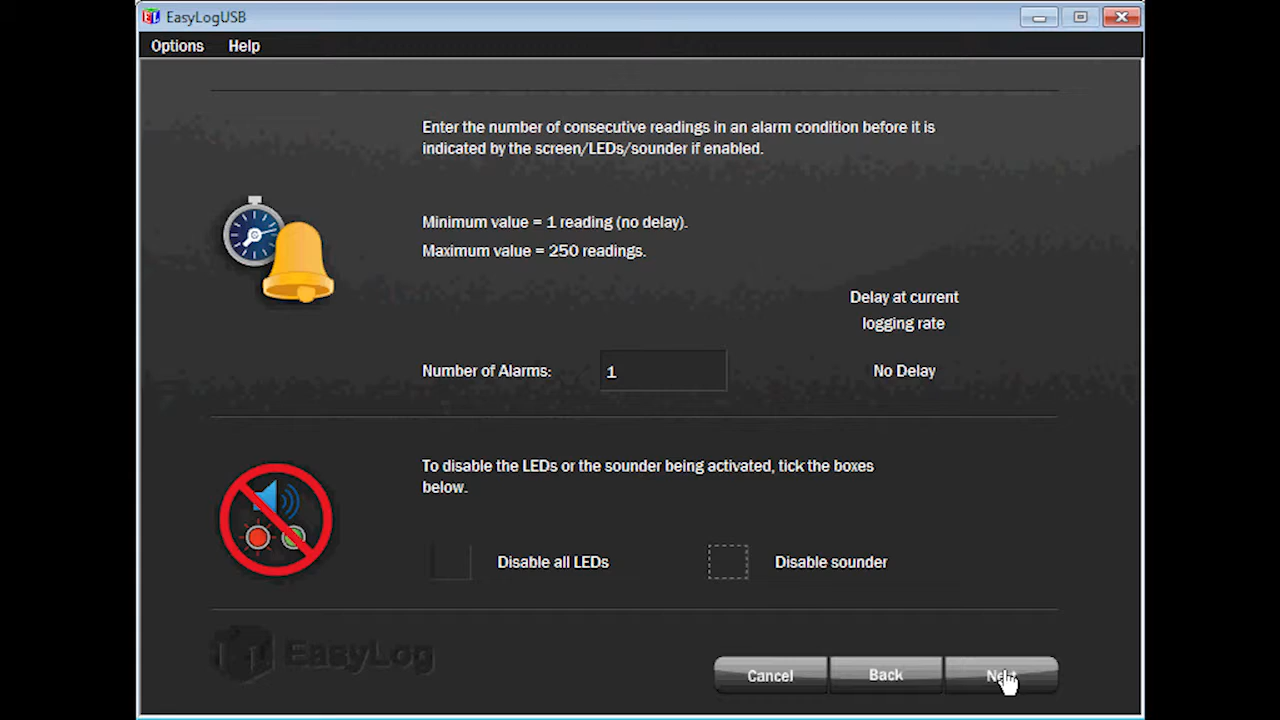 EasyLogUSB
Options Help
Enter the number of consecutive readings in an alarm condition before it is
indicated by the screen/LEDs/sounder if enabled.
Minimum value = 1 reading (no delay).
Maximum value = 250 readings.
Delay at current
logging rate
Number of Alarms: 1 No Delay
To disable the LEDs or the sounder being activated, tick the boxes
below.
Disable all LEDs Disable sounder
EasyLog
Cancel Back Next